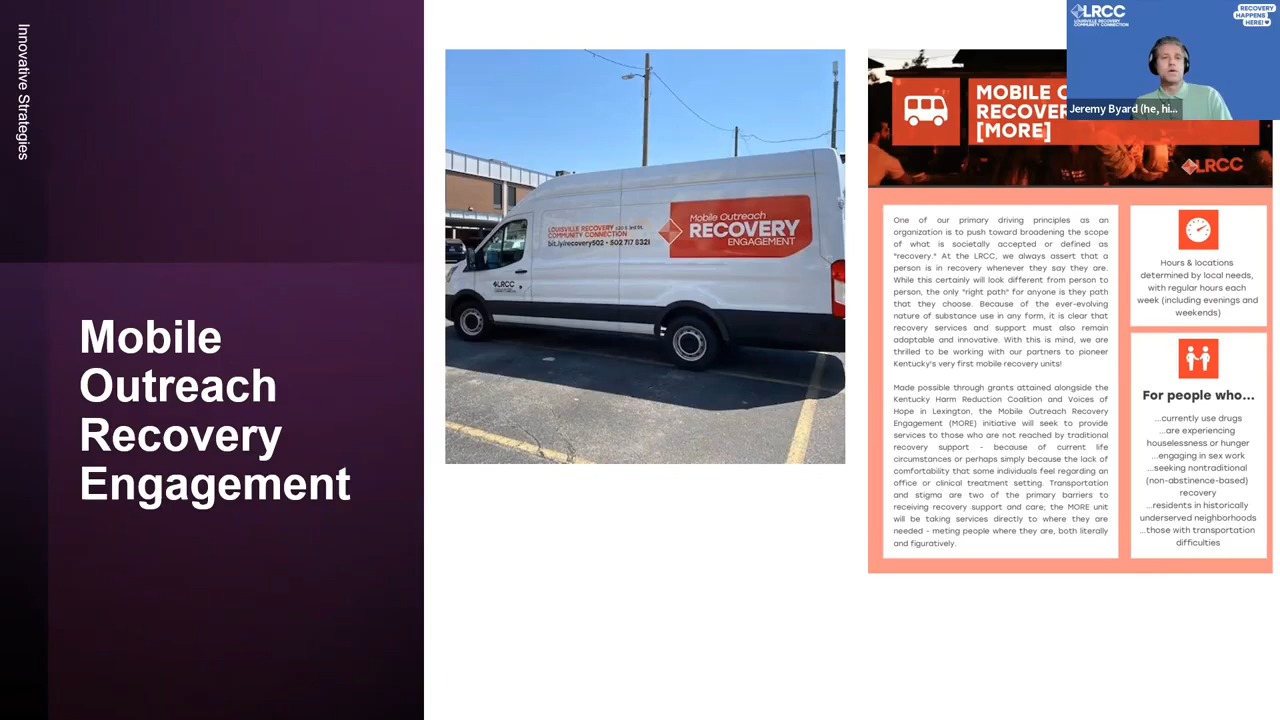 Innovative Strategies
Mobile
Outreach
Recovery
Engagement
LOUISVILLE RECOVERY
COMMUNITY CONNECTION
bit.ly/recovery502 • 502 717 8321
Mobile Outreach
RECOVERY
ENGAGEMENT
LRCC
MOBILE O
RECOVER
[MORE]
LRCC
One of our primary driving principles as an
organization is to push toward broadening the scope
of what is societally accepted or defined as
"recovery." At the LRCC, we always assert that a
person is in recovery whenever they say they are.
While this certainly will look different from person to
person, the only "right path" for anyone is they path
that they choose. Because of the ever-evolving
nature of substance use in any form, it is clear that
recovery services and support must also remain
adaptable and innovative. With this is mind, we are
thrilled to be working with our partners to pioneer
Kentucky's very first mobile recovery units!
Made possible through grants attained alongside the
Kentucky Harm Reduction Coalition and Voices of
Hope in Lexington, the Mobile Outreach Recovery
Engagement (MORE) initiative will seek to provide
services to those who are not reached by traditional
recovery support - because of current life
circumstances or perhaps simply because the lack of
comfortability that some individuals feel regarding an
office or clinical treatment setting. Transportation
and stigma are two of the primary barriers to
receiving recovery support and care; the MORE unit
will be taking services directly to where they are
needed - meting people where they are, both literally
and figuratively.
Hours & locations
determined by local needs,
with regular hours each
week (including evenings and
weekends)
For people who...
...currently use drugs
...are experiencing
houselessness or hunger
...engaging in sex work
...seeking nontraditional
(non-abstinence-based)
recovery
...residents in historically
underserved neighborhoods
...those with transportation
difficulties
LRCC
LOUISVILLE RECOVERY
COMMUNITY CONNECTION
RECOVERY
HAPPENS
HERE!
Jeremy Byard (he, hi...